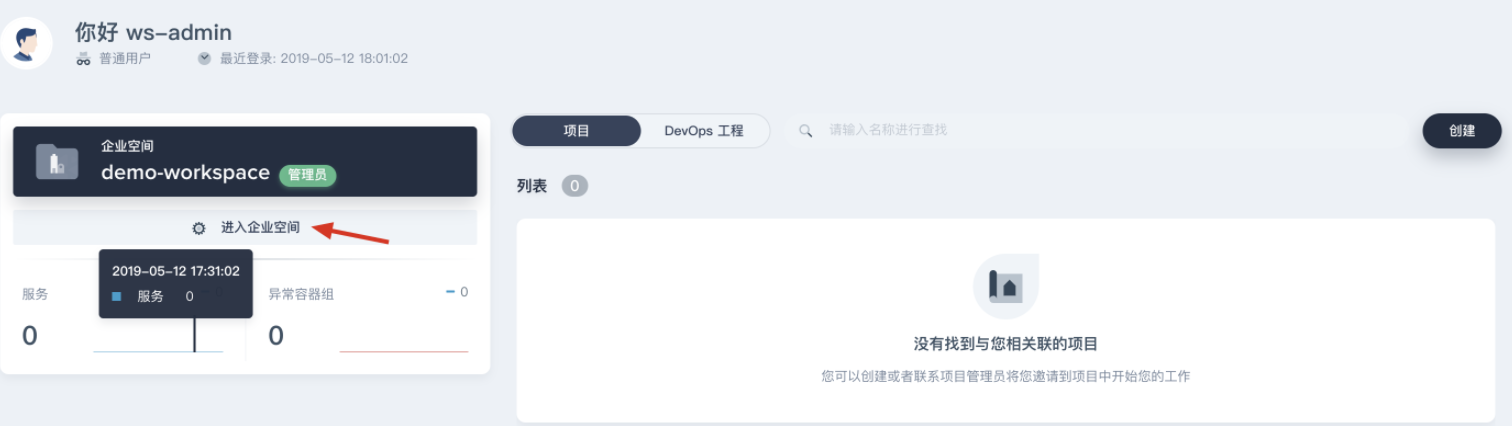 你好 ws-admin
普通用户 最近登录: 2019-05-12 18:01:02
企业空间
demo-workspace 管理员
进入企业空间
2019-05-12 17:31:02
服务 0
服务
0
异常容器组 0
0
项目 DevOps 工程 请输入名称进行查找 创建
列表 0
没有找到与您相关联的项目
您可以创建或者联系项目管理员将您邀请到项目中开始您的工作